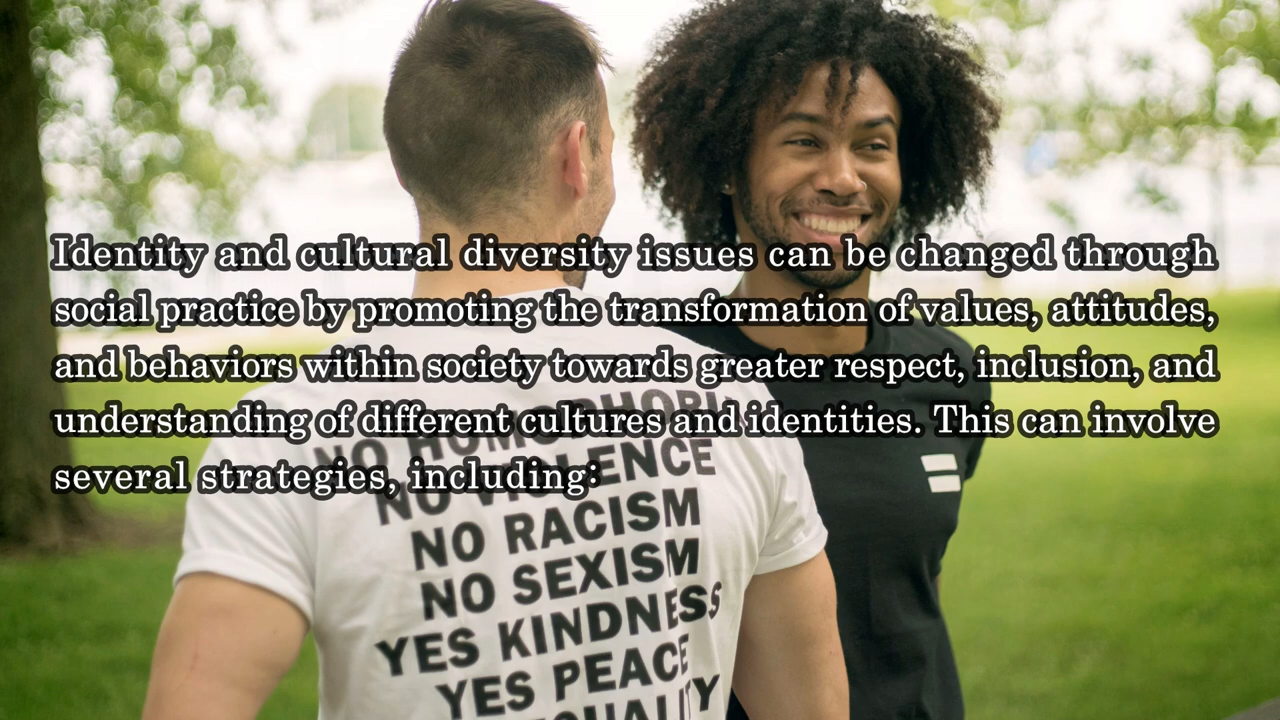 Identity and cultural diversity issues can be changed through
social practice by promoting the transformation of values, attitudes,
and behaviors within society towards greater respect, inclusion, and
understanding of different cultures and identities. This can involve
several strategies, including:
NO
NO VIOLENCE
NO RACISM
NO SEXISM
YES KINDNESS
YES PEACE